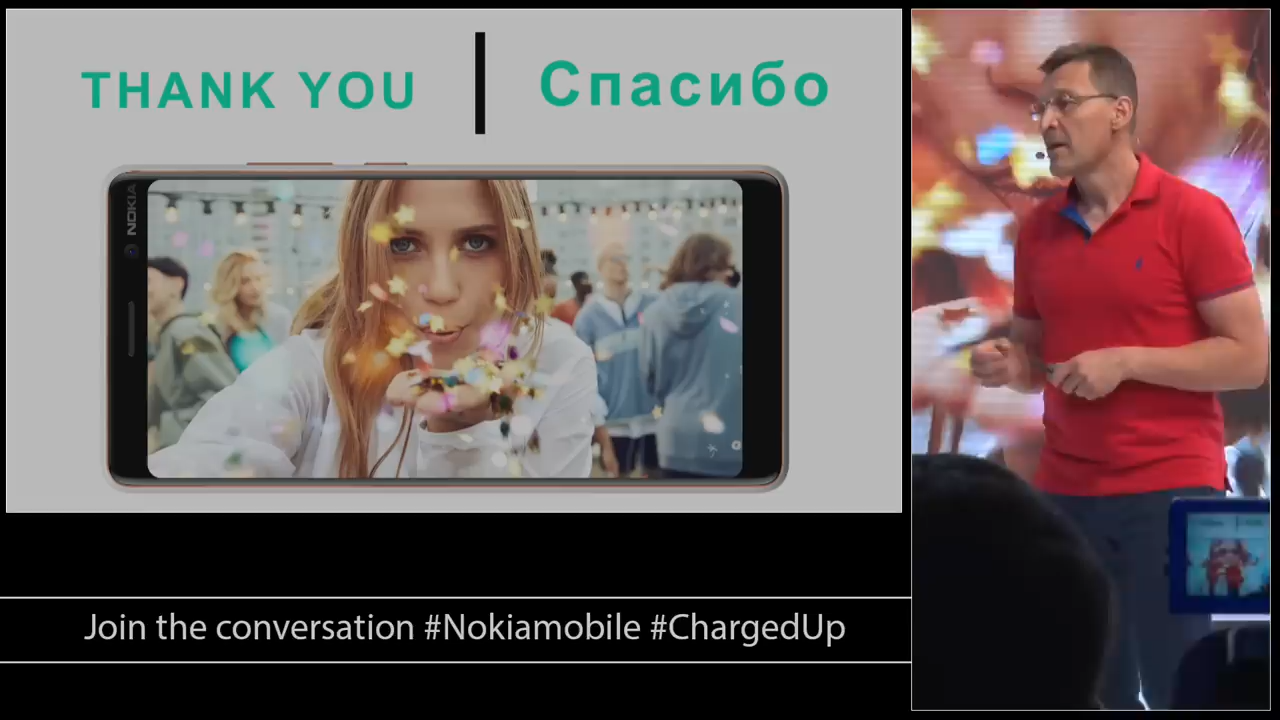 THANK YOU | Спасибо
NOKIA
Join the conversation #Nokiamobile #ChargedUp